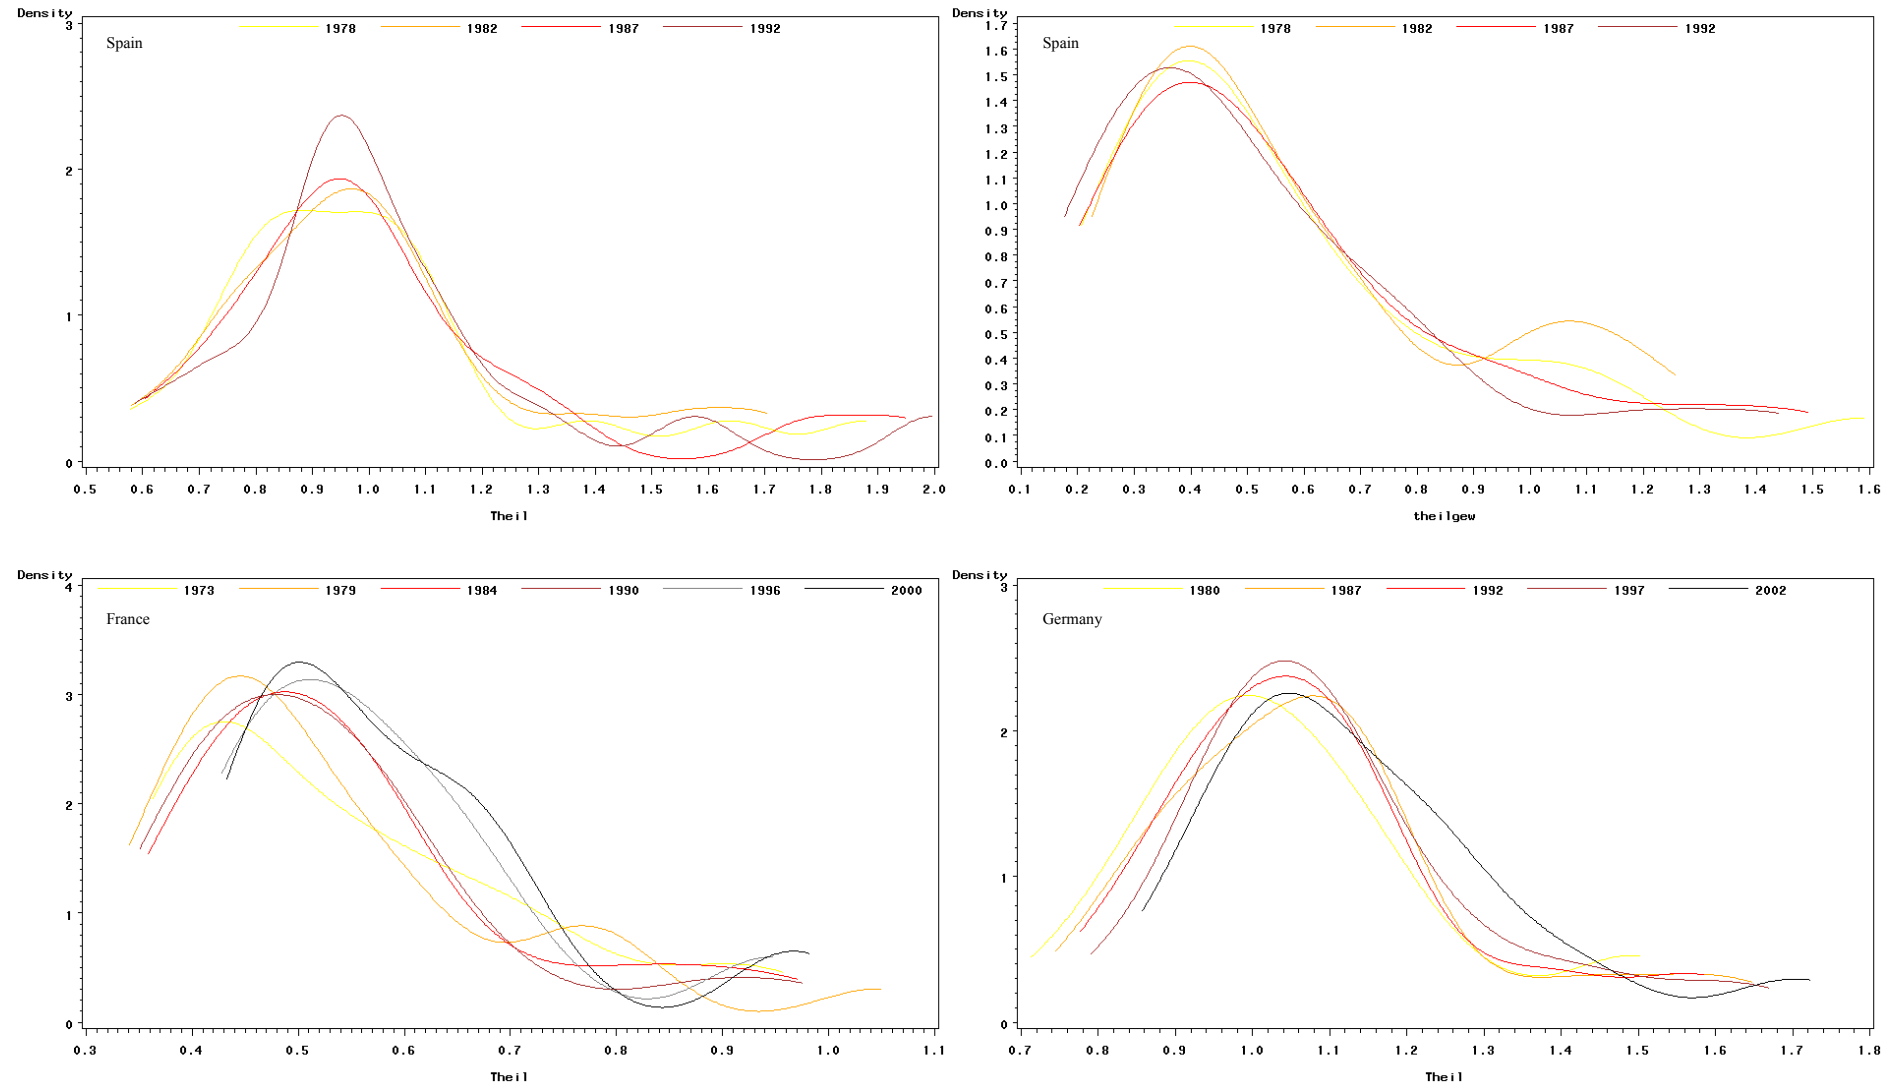 Density
1978 1982 1987 1992
Spain
3
2
1
0
0.5 0.6 0.7 0.8 0.9 1.0 1.1 1.2 1.3 1.4 1.5 1.6 1.7 1.8 1.9 2.0
Theil
Density
1978 1982 1987 1992
Spain
1.7
1.6
1.5
1.4
1.3
1.2
1.1
1.0
0.9
0.8
0.7
0.6
0.5
0.4
0.3
0.2
0.1
0.0
0.1 0.2 0.3 0.4 0.5 0.6 0.7 0.8 0.9 1.0 1.1 1.2 1.3 1.4 1.5 1.6
theilgew
Density
1973 1979 1984 1990 1996 2000
France
4
3
2
1
0
0.3 0.4 0.5 0.6 0.7 0.8 0.9 1.0 1.1
Theil
Density
1980 1987 1992 1997 2002
Germany
3
2
1
0
0.7 0.8 0.9 1.0 1.1 1.2 1.3 1.4 1.5 1.6 1.7 1.8
Theil